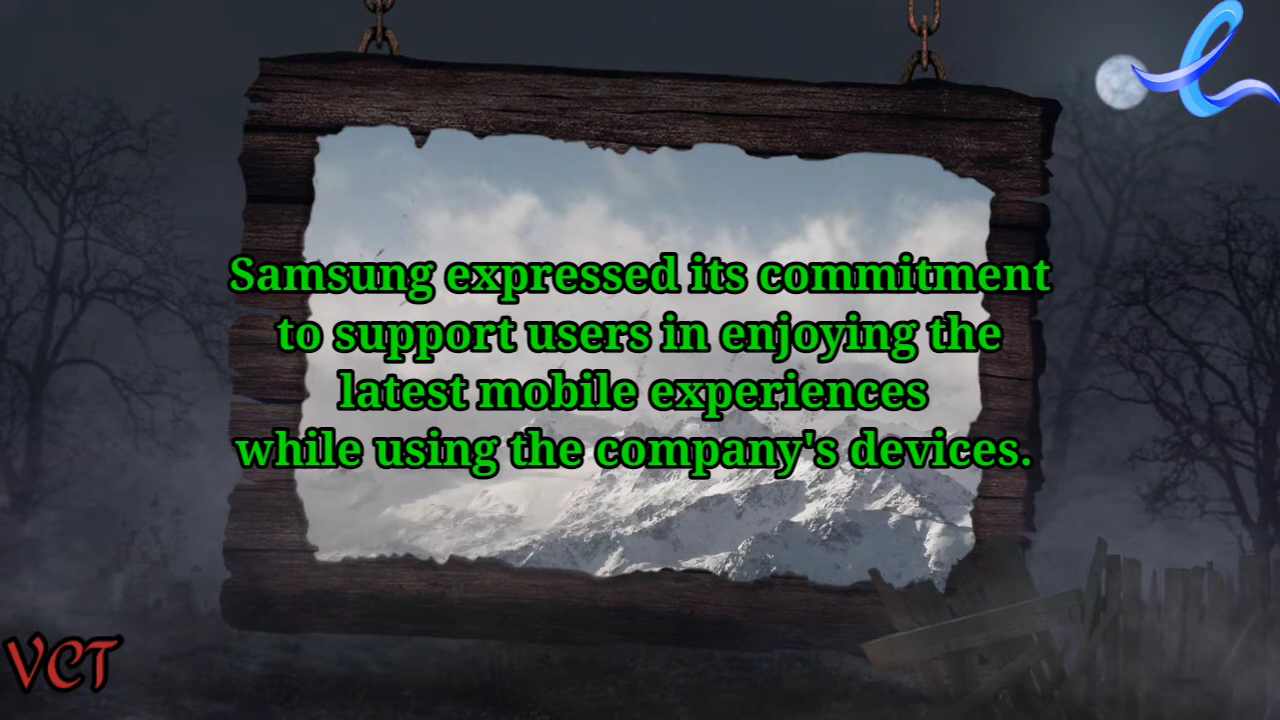 Samsung expressed its commitment
to support users in enjoying the
latest mobile experiences
while using the company's devices.
VCT